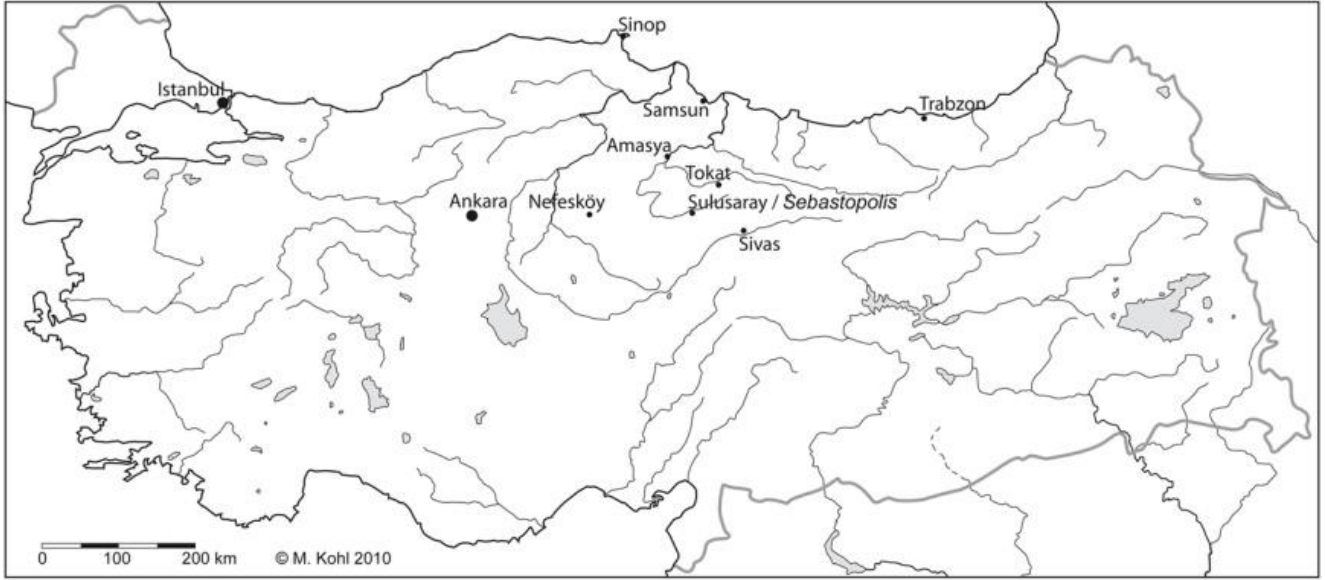 Sinop
Istanbul
Samsun
Trabzon
Amasya
Tokat
Ankara
Nefesköy
Sulusaray / Sebastopolis
Sivas
0 100 200 km
© M. Kohl 2010